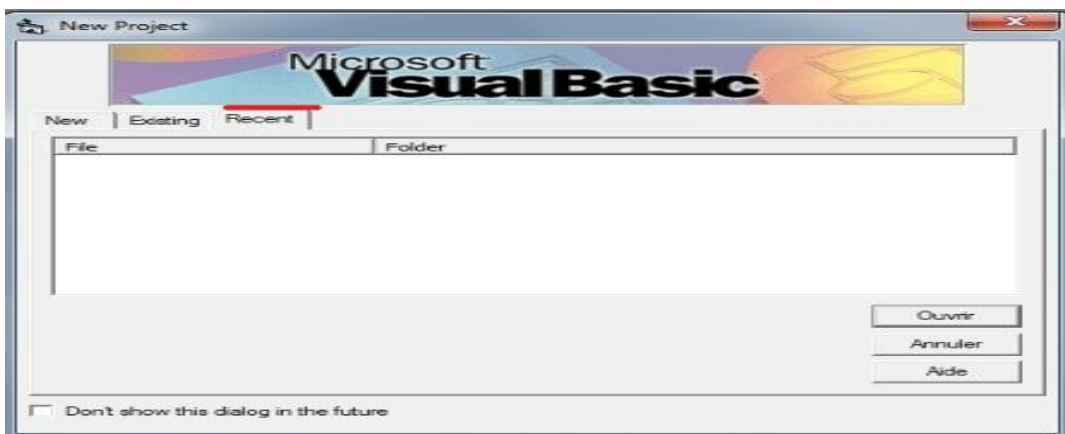 New Project
Microsoft
Visual Basic
New Existing Recent
File Folder
Ouvrir
Annuler
Aide
Don't show this dialog in the future